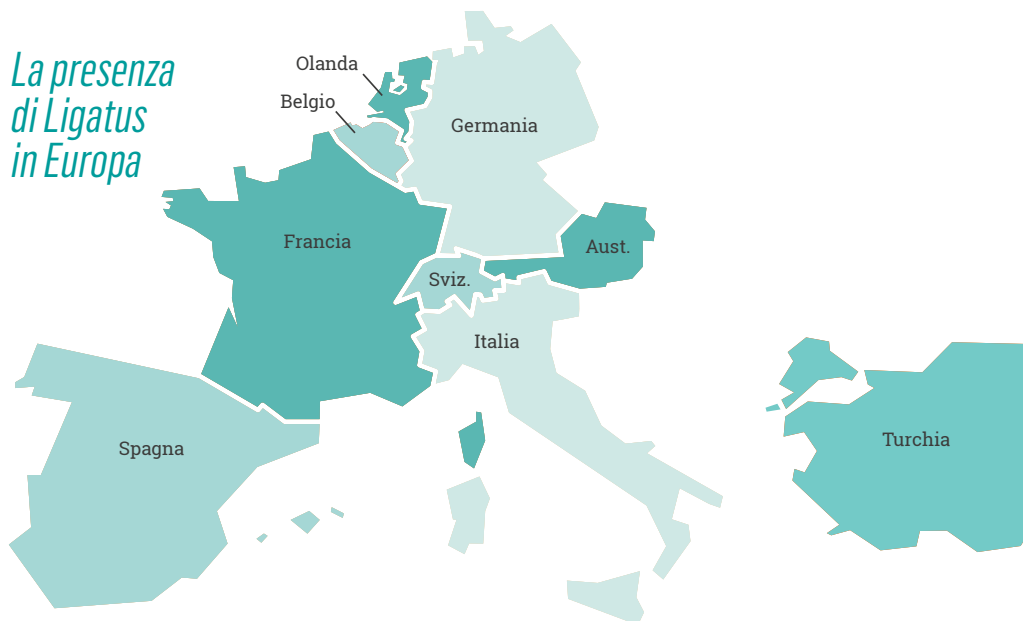 La presenza
di Ligatus
in Europa
Olanda
Belgio
Germania
Francia
Aust.
Sviz.
Italia
Spagna
Turchia